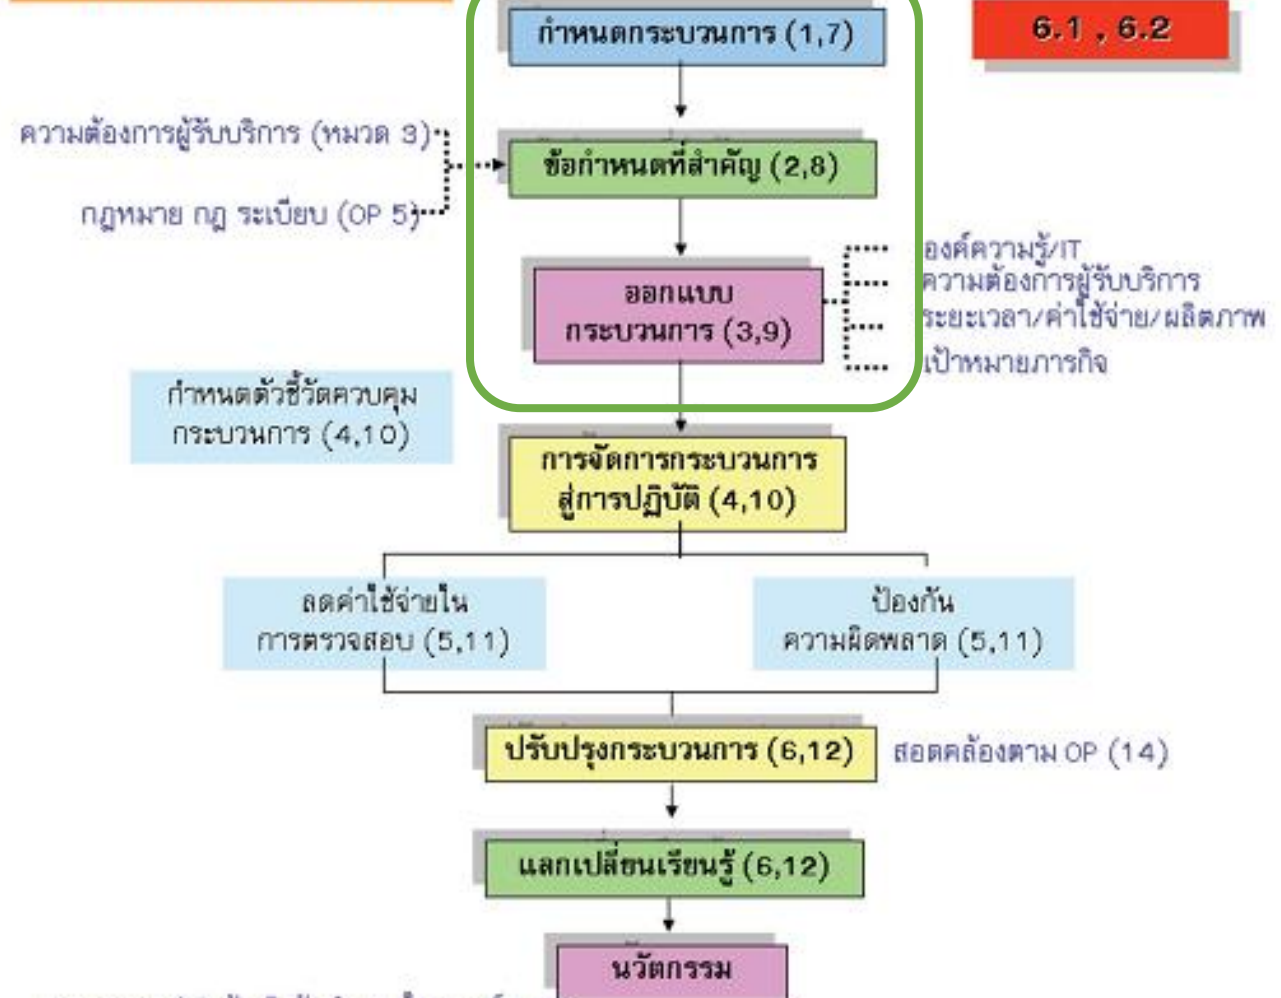 กำหนดกระบวนการ (1,7)
6.1 , 6.2
ความต้องการผู้รับบริการ (หมวด 3)
ข้อกำหนดที่สำคัญ (2,8)
กฎหมาย กฎ ระเบียบ (OP 5)
ออกแบบ
กระบวนการ (3,9)
องค์ความรู้/IT
ความต้องการผู้รับบริการ
ระยะเวลา/ค่าใช้จ่าย/ผลิตภาพ
เป้าหมายภารกิจ
กำหนดตัวชี้วัดควบคุม
กระบวนการ (4,10)
การจัดการกระบวนการ
สู่การปฏิบัติ (4,10)
ลดค่าใช้จ่ายใน
การตรวจสอบ (5,11)
ป้องกัน
ความผิดพลาด (5,11)
ปรับปรุงกระบวนการ (6,12)
สอดคล้องตาม OP (14)
แลกเปลี่ยนเรียนรู้ (6,12)
นวัตกรรม